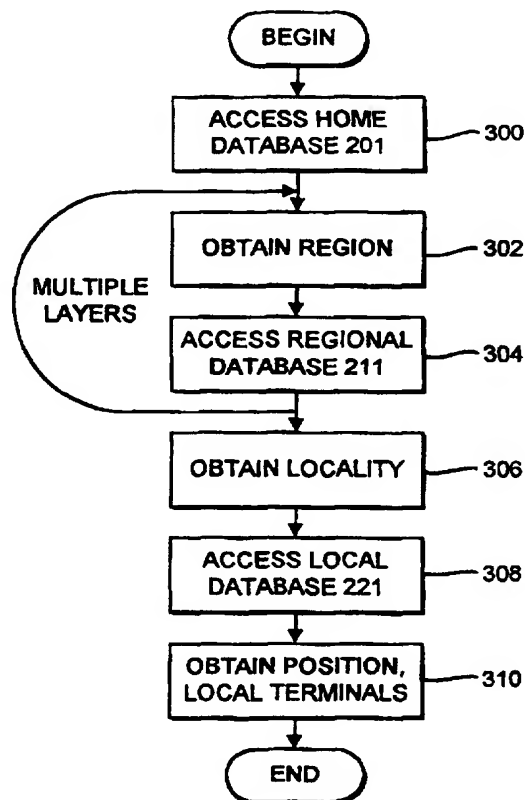 BEGIN
ACCESS HOME
DATABASE 201
300
OBTAIN REGION
302
MULTIPLE
LAYERS
ACCESS REGIONAL
DATABASE 211
304
OBTAIN LOCALITY
306
ACCESS LOCAL
DATABASE 221
308
OBTAIN POSITION,
LOCAL TERMINALS
310
END